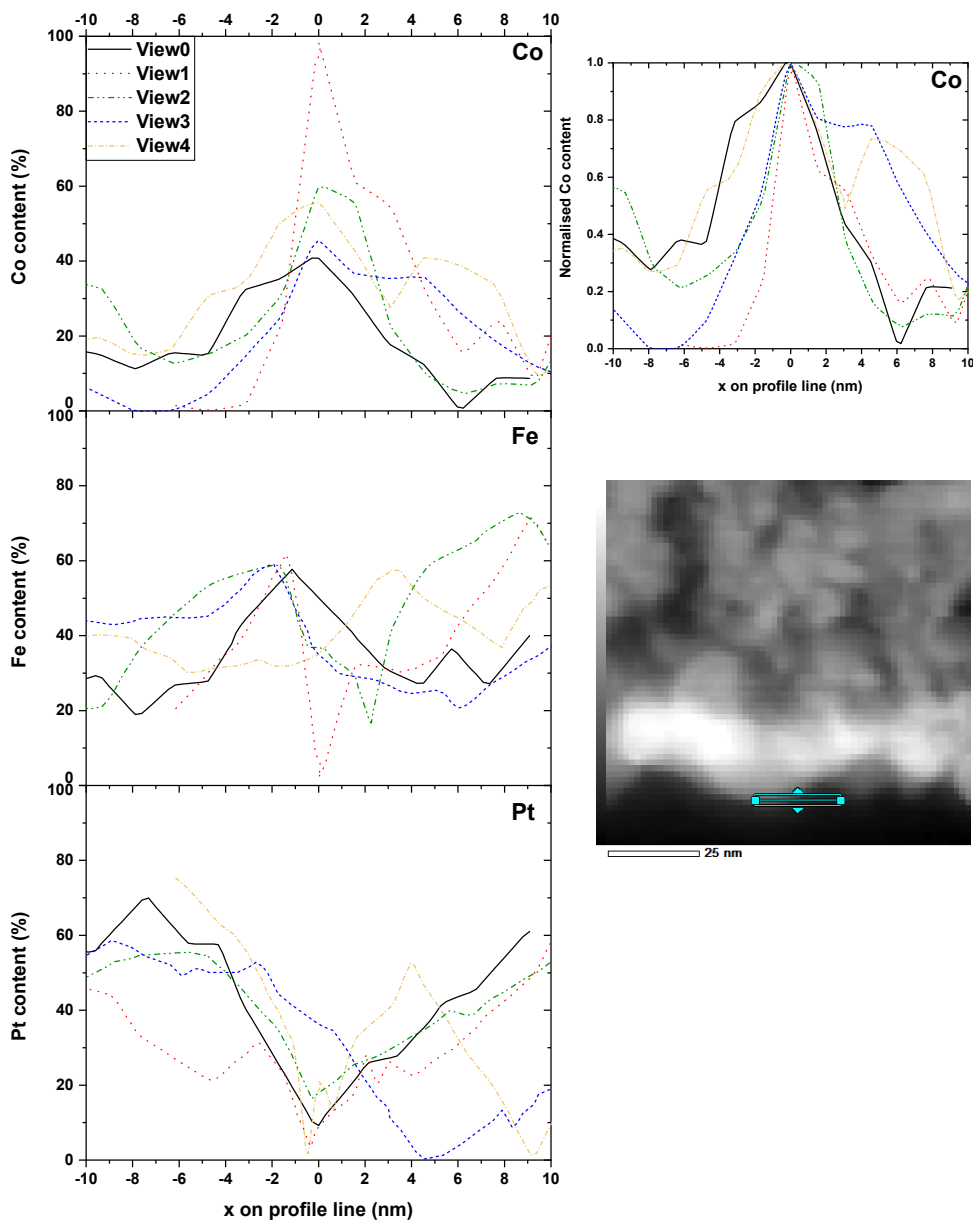 -10 -8 -6 -4 -2 0 2 4 6 8 10
100
80
60
40
20
0
Co content (%)
View0
View1
View2
View3
View4
Co
1.0
0.8
0.6
0.4
0.2
0.0
Normalised Co content
Co
-10 -8 -6 -4 -2 0 2 4 6 8 10
x on profile line (nm)
100
80
60
40
20
0
Fe content (%)
Fe
25 nm
100
80
60
40
20
0
Pt content (%)
Pt
-10 -8 -6 -4 -2 0 2 4 6 8 10
x on profile line (nm)